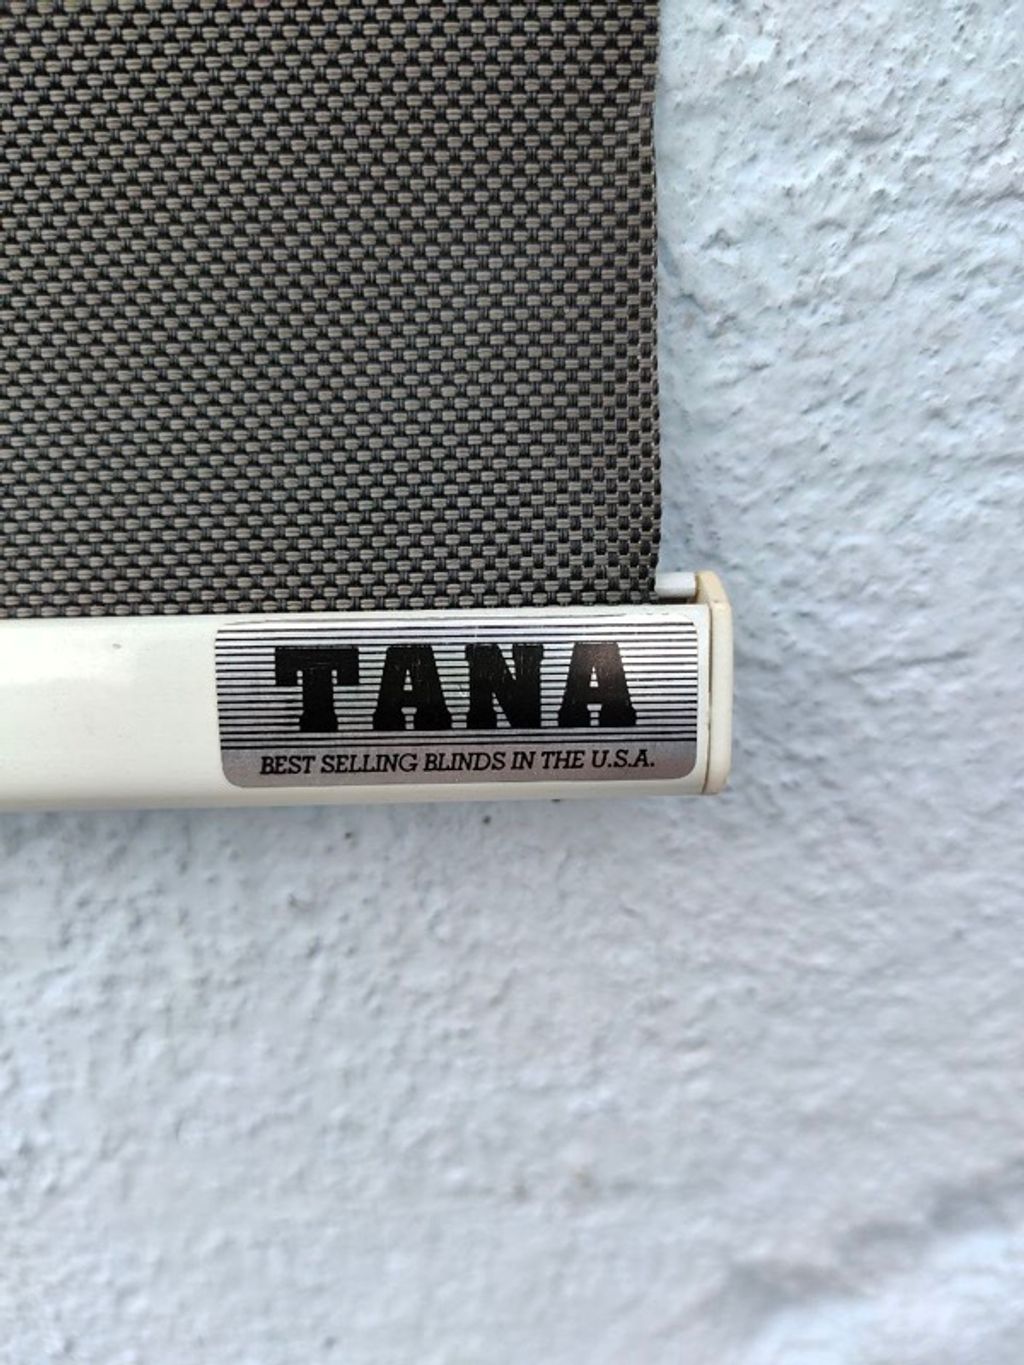 TANA
BEST SELLING BLINDS IN THE U.S.A.